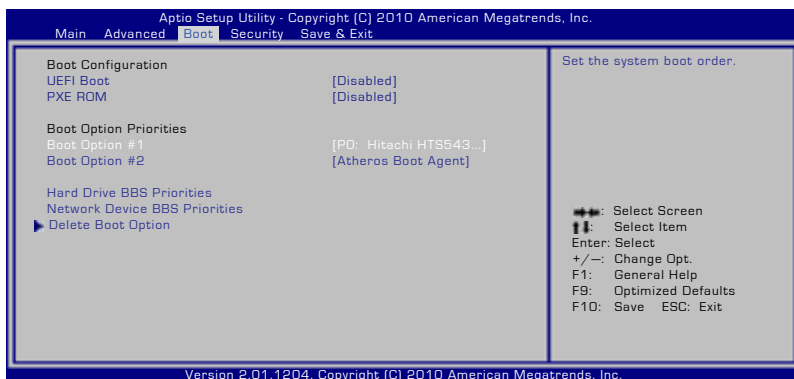 Aptio Setup Utility - Copyright (C) 2010 American Megatrends, Inc.
Main Advanced Boot Security Save & Exit
Boot Configuration
UEFI Boot [Disabled]
PXE ROM [Disabled]
Boot Option Priorities
Boot Option #1 [P0: Hitachi HTS543...]
Boot Option #2 [Atheros Boot Agent]
Hard Drive BBS Priorities
Network Device BBS Priorities
Delete Boot Option
Set the system boot order.
→←: Select Screen
↑↓: Select Item
Enter: Select
+/—: Change Opt.
F1: General Help
F9: Optimized Defaults
F10: Save ESC: Exit
Version 2.01.1204. Copyright (C) 2010 American Megatrends, Inc.